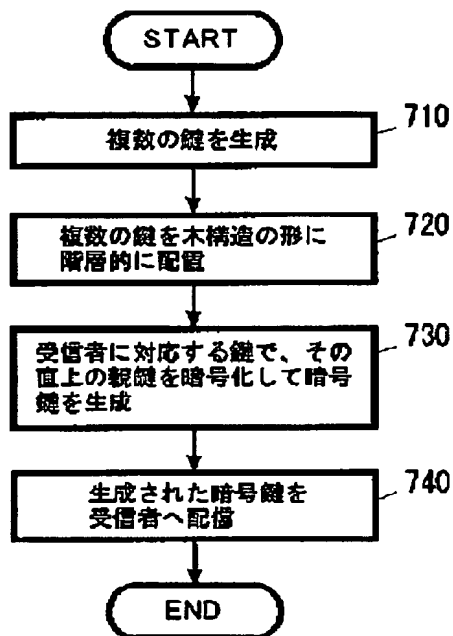 START
複数の鍵を生成
710
複数の鍵を木構造の形に
階層的に配置
720
受信者に対応する鍵で、その
直上の親鍵を暗号化して暗号
鍵を生成
730
生成された暗号鍵を
受信者へ配信
740
END